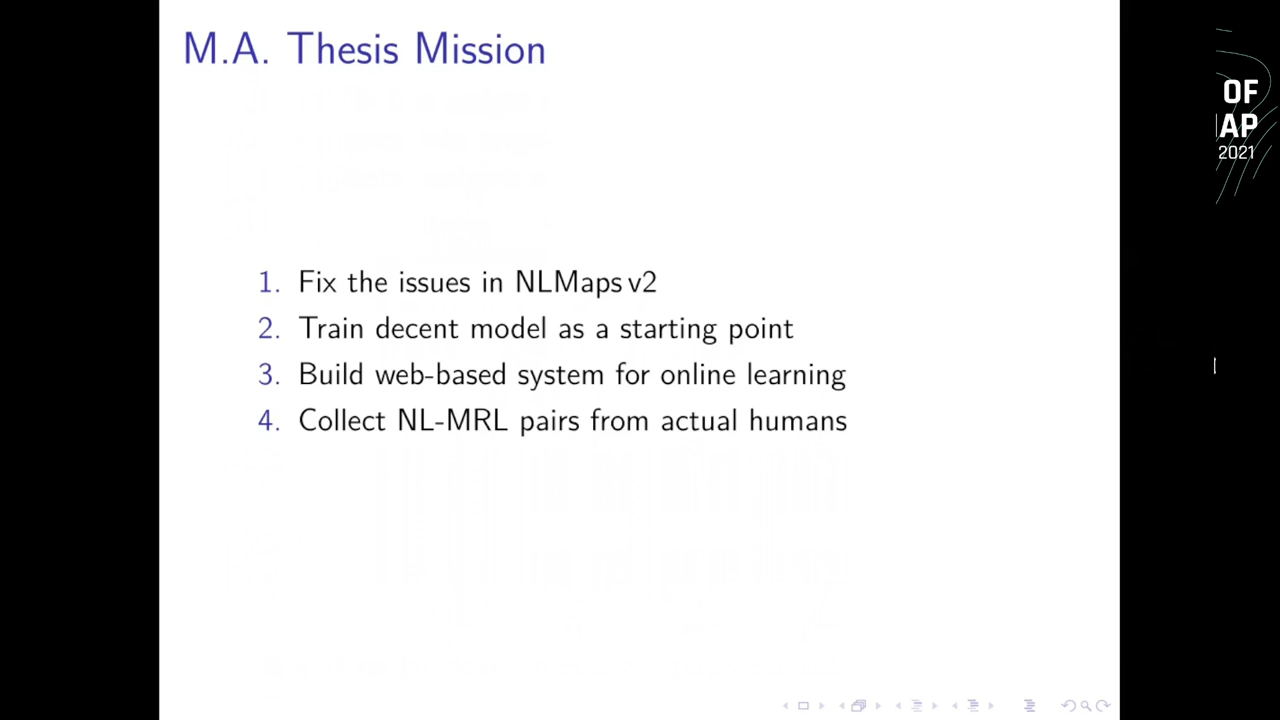 M.A. Thesis Mission
1. Fix the issues in NLMaps v2
2. Train decent model as a starting point
3. Build web-based system for online learning
4. Collect NL-MRL pairs from actual humans
OF
AP
2021